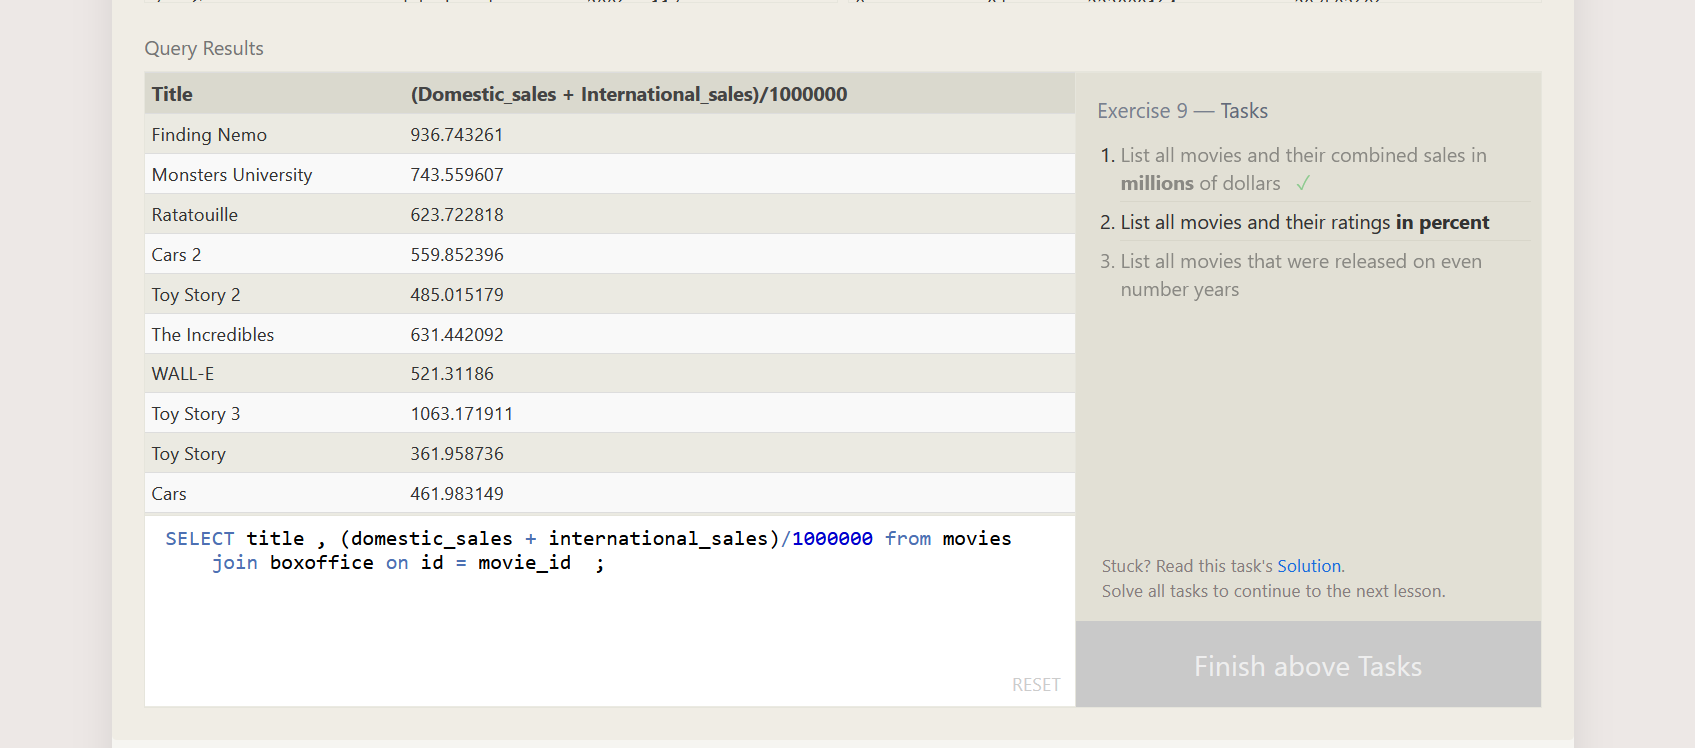 Query Results
Title (Domestic_sales + International_sales)/1000000
Finding Nemo 936.743261
Monsters University 743.559607
Ratatouille 623.722818
Cars 2 559.852396
Toy Story 2 485.015179
The Incredibles 631.442092
WALL-E 521.31186
Toy Story 3 1063.171911
Toy Story 361.958736
Cars 461.983149
SELECT title , (domestic_sales + international_sales)/1000000 from movies
join boxoffice on id = movie_id ;
RESET
Exercise 9 — Tasks
1. List all movies and their combined sales in
millions of dollars ✓
2. List all movies and their ratings in percent
3. List all movies that were released on even
number years
Stuck? Read this task's Solution.
Solve all tasks to continue to the next lesson.
Finish above Tasks